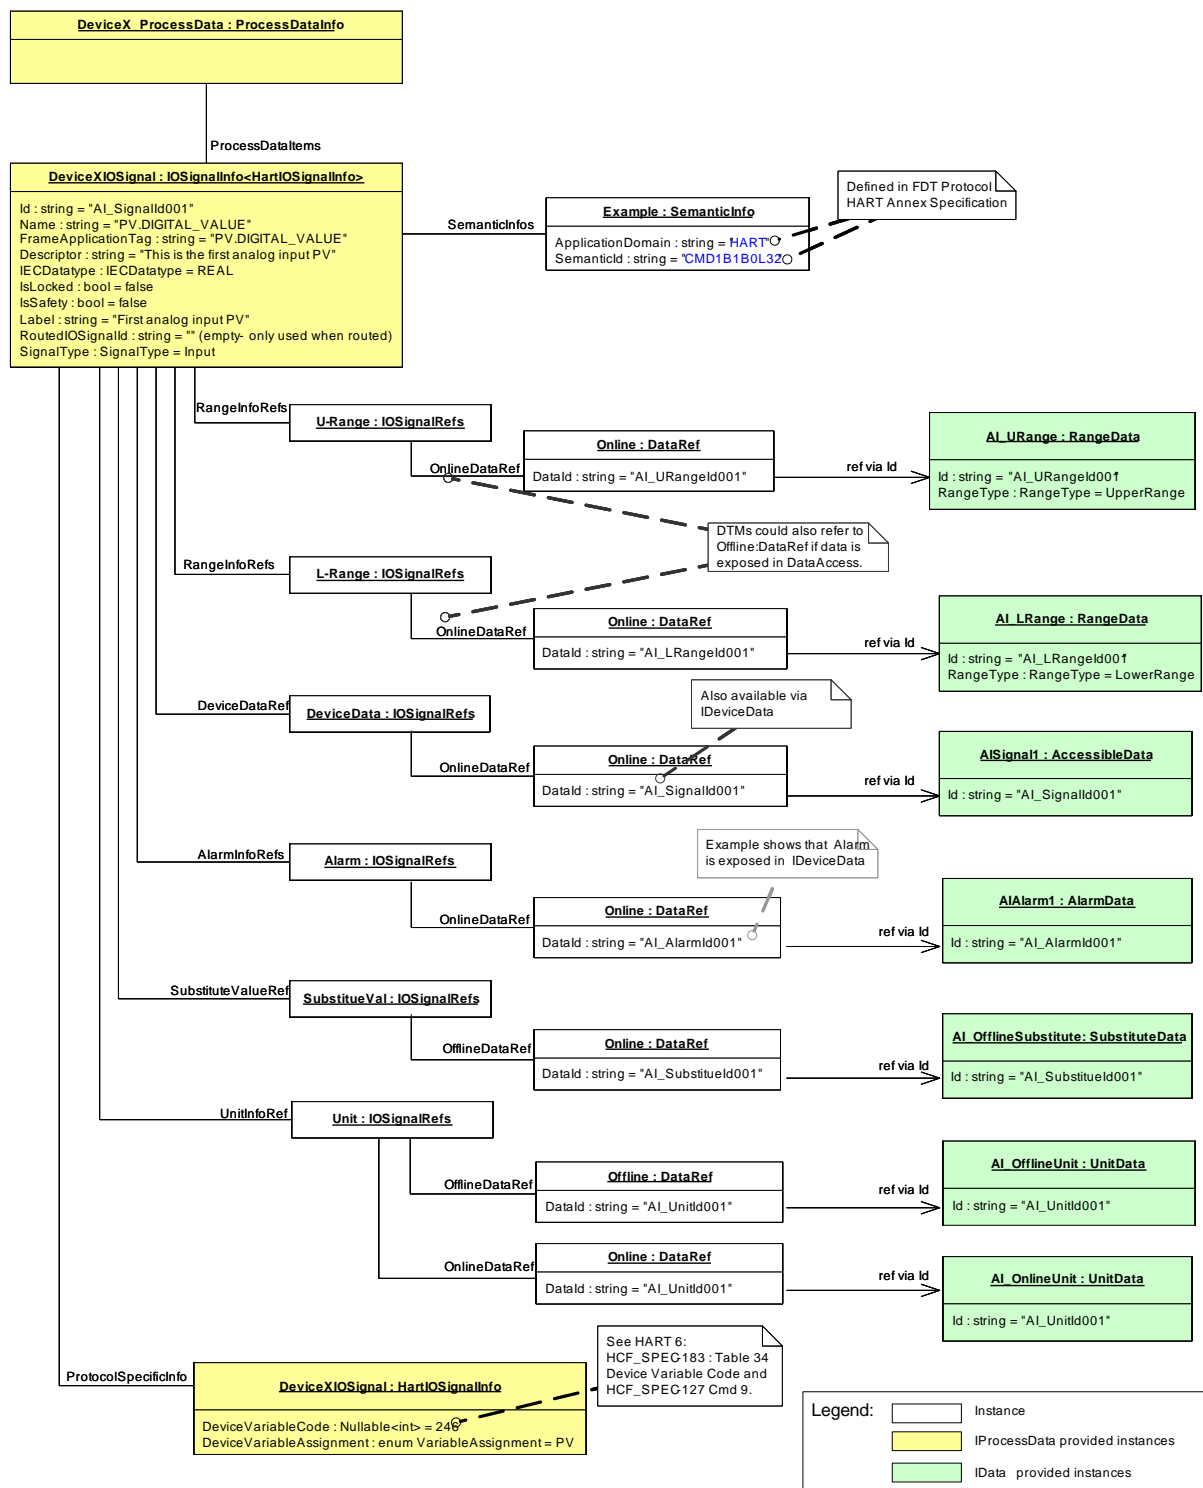 DeviceX_ProcessData : ProcessDataInfo
ProcessDataItems
DeviceXIOSignal : IOSignalInfo<HartIOSignalInfo>
Id : string = "AI_SignalId001"
Name : string = "PV.DIGITAL_VALUE"
FrameApplicationTag : string = "PV.DIGITAL_VALUE"
Descriptor : string = "This is the first analog input PV"
IECDatatype : IECDatatype = REAL
IsLocked : bool = false
IsSafety : bool = false
Label : string = "First analog input PV"
RoutedIOSignalId : string = "" (empty- only used when routed)
SignalType : SignalType = Input
SemanticInfos
Example : SemanticInfo
ApplicationDomain : string = "HART"
SemanticId : string = "CMD1B1B0L32"
Defined in FDT Protocol
HART Annex Specification
RangeInfoRefs
U-Range : IOSignalRefs
OnlineDataRef
Online : DataRef
DataId : string = "AI_URangeId001"
ref via Id
AI_URange : RangeData
Id : string = "AI_URangeId001"
RangeType : RangeType = UpperRange
DTMs could also refer to
Offline:DataRef if data is
exposed in DataAccess.
RangeInfoRefs
L-Range : IOSignalRefs
OnlineDataRef
Online : DataRef
DataId : string = "AI_LRangeId001"
ref via Id
AI_LRange : RangeData
Id : string = "AI_LRangeId001"
RangeType : RangeType = LowerRange
Also available via
IDeviceData
DeviceDataRef
DeviceData : IOSignalRefs
OnlineDataRef
Online : DataRef
DataId : string = "AI_SignalId001"
ref via Id
AISignal1 : AccessibleData
Id : string = "AI_SignalId001"
Example shows that Alarm
is exposed in IDeviceData
AlarmInfoRefs
Alarm : IOSignalRefs
OnlineDataRef
Online : DataRef
DataId : string = "AI_AlarmId001"
ref via Id
AIAlarm1 : AlarmData
Id : string = "AI_AlarmId001"
SubstituteValueRef
SubstitueVal : IOSignalRefs
OfflineDataRef
Online : DataRef
DataId : string = "AI_SubstitueId001"
ref via Id
AI_OfflineSubstitute: SubstituteData
Id : string = "AI_SubstitueId001"
UnitInfoRef
Unit : IOSignalRefs
OfflineDataRef
Offline : DataRef
DataId : string = "AI_UnitId001"
ref via Id
AI_OfflineUnit : UnitData
Id : string = "AI_UnitId001"
OnlineDataRef
Online : DataRef
DataId : string = "AI_UnitId001"
ref via Id
AI_OnlineUnit : UnitData
Id : string = "AI_UnitId001"
See HART 6:
HCF_SPEC-183 : Table 34
Device Variable Code and
HCF_SPEC-127 Cmd 9.
ProtocolSpecificInfo
DeviceXIOSignal : HartIOSignalInfo
DeviceVariableCode : Nullable<int> = 246
DeviceVariableAssignment : enum VariableAssignment = PV
Legend:
Instance
IProcessData provided instances
IData provided instances